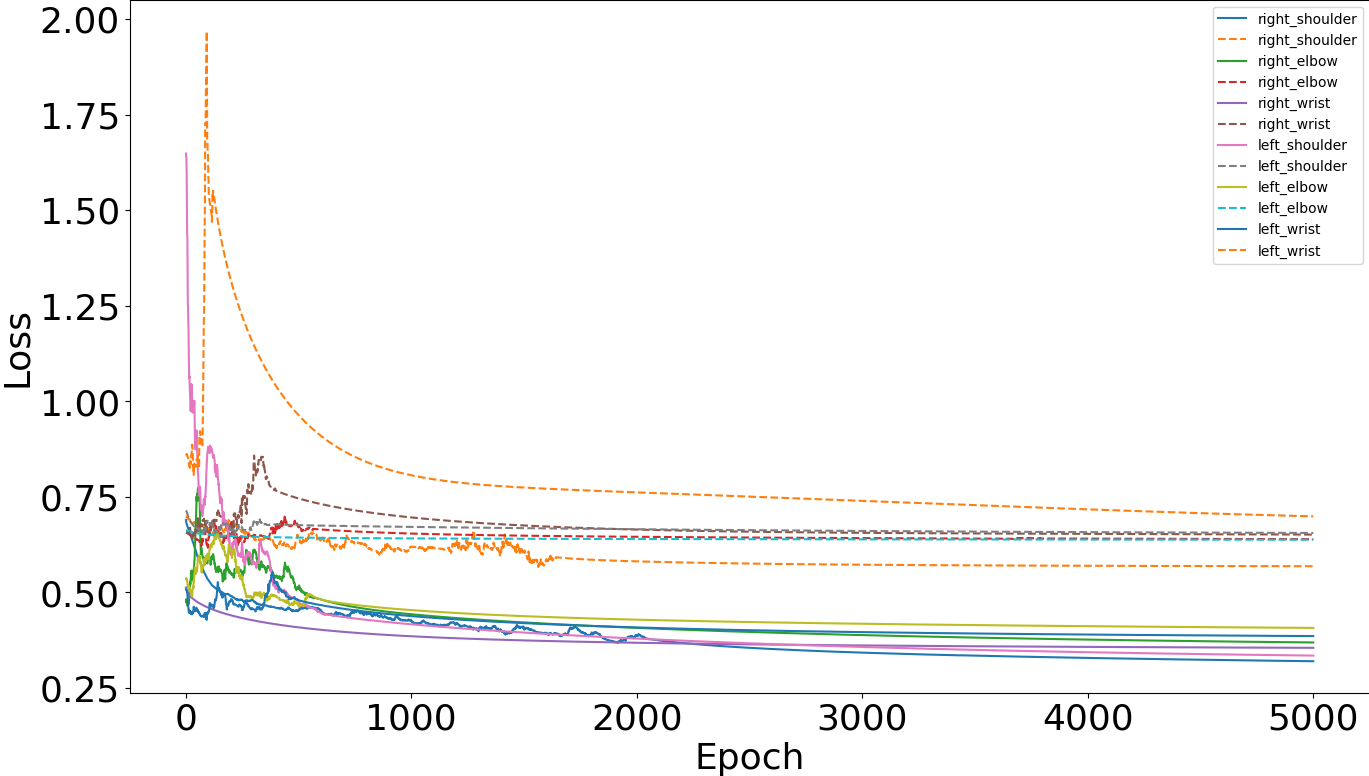 2.00
1.75
1.50
1.25
1.00
0.75
0.50
0.25
Loss
0
1000
2000
3000
4000
5000
Epoch
right_shoulder
right_shoulder
right_elbow
right_elbow
right_wrist
right_wrist
left_shoulder
left_shoulder
left_elbow
left_elbow
left_wrist
left_wrist